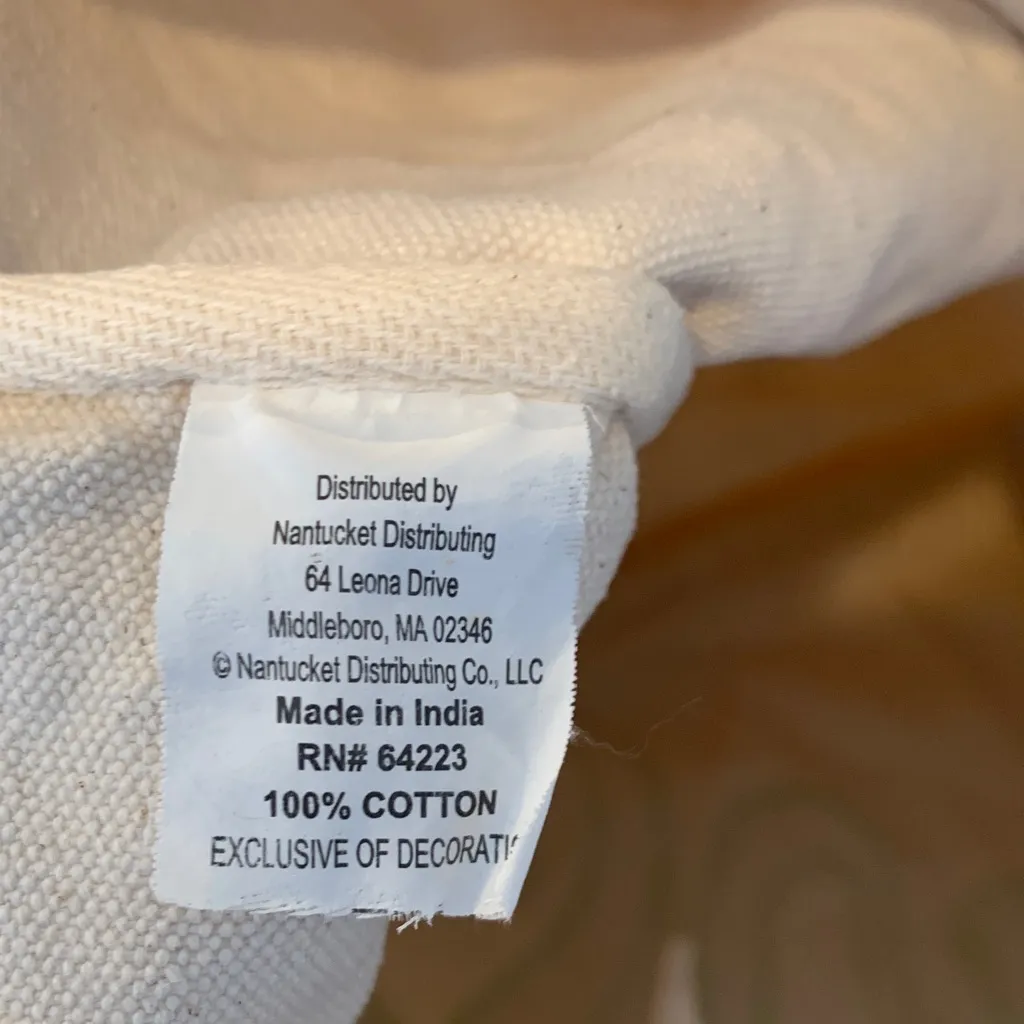 Distributed by
Nantucket Distributing
64 Leona Drive
Middleboro, MA 02346
© Nantucket Distributing Co., LLC
Made in India
RN# 64223
100% COTTON
EXCLUSIVE OF